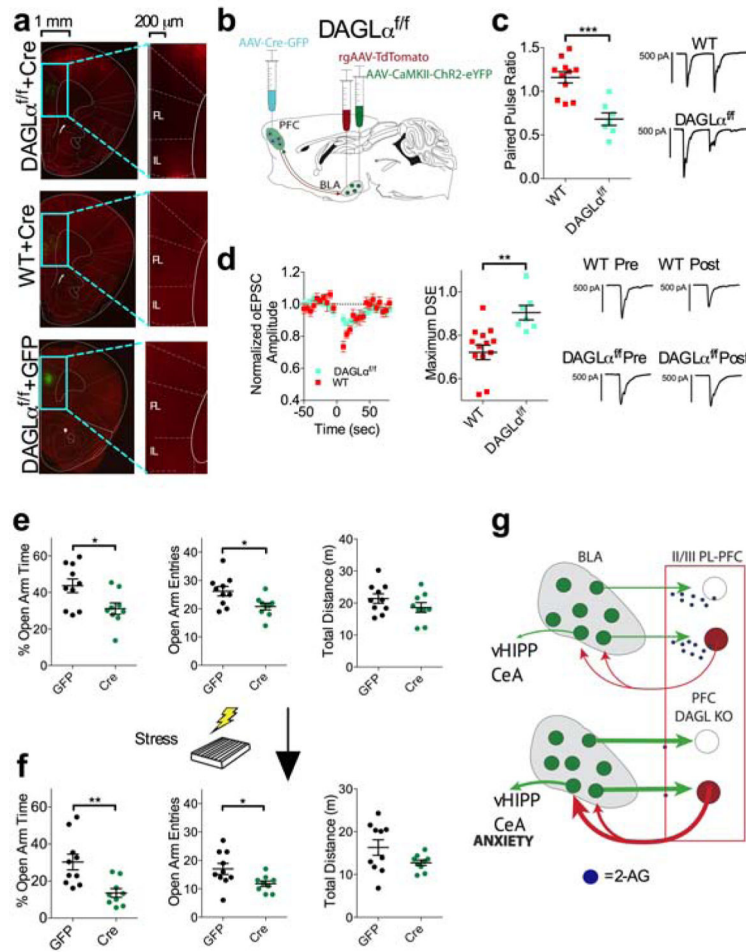 a
1 mm
200 µm
DAGLα^f/f+Cre
PL
IL
WT+Cre
PL
IL
DAGLα^f/f+GFP
PL
IL
b
DAGLα^f/f
AAV-Cre-GFP
rgAAV-TdTomato
AAV-CaMKII-ChR2-eYFP
PFC
BLA
c
***
Paired Pulse Ratio
1.5
1.0
0.5
0.0
WT
DAGLα^f/f
WT
500 pA
DAGLα^f/f
500 pA
d
Normalized oEPSC
Amplitude
1.2
1.0
0.8
0.6
0.4
-50
0
50
Time (sec)
DAGLα^f/f
WT
**
Maximum DSE
1.0
0.8
0.6
WT
DAGLα^f/f
WT Pre
WT Post
500 pA
500 pA
DAGLα^f/f Pre
DAGLα^f/f Post
500 pA
500 pA
e
*
% Open Arm Time
60
40
20
0
GFP
Cre
*
Open Arm Entries
40
30
20
10
0
GFP
Cre
Total Distance (m)
40
30
20
10
0
GFP
Cre
Stress
f
**
% Open Arm Time
60
40
20
0
GFP
Cre
*
Open Arm Entries
40
30
20
10
0
GFP
Cre
Total Distance (m)
30
20
10
0
GFP
Cre
g
BLA
II/III PL-PFC
vHIPP
CeA
PFC
DAGL KO
vHIPP
CeA
ANXIETY
=2-AG